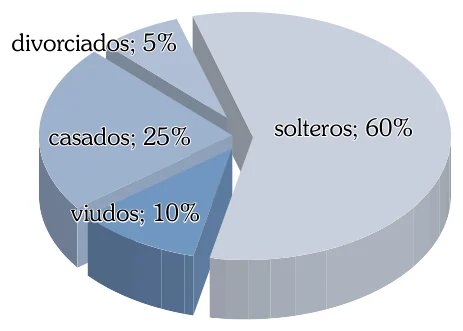 divorciados; 5%
solteros; 60%
casados; 25%
viudos; 10%